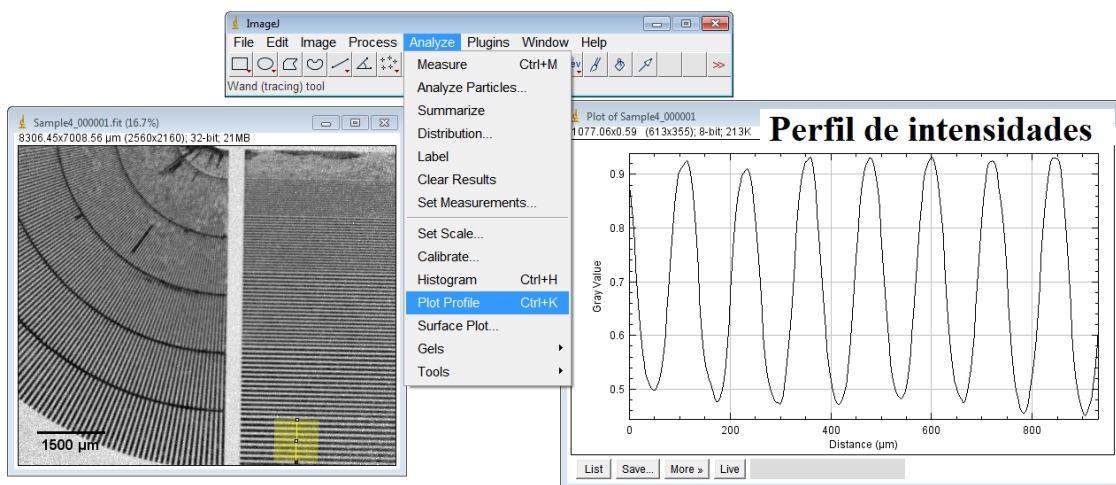 ImageJ
File Edit Image Process Analyze Plugins Window Help
>>
Wand (tracing) tool
Measure Ctrl+M
Analyze Particles...
Summarize
Distribution...
Label
Clear Results
Set Measurements...
Set Scale...
Calibrate...
Histogram Ctrl+H
Plot Profile Ctrl+K
Surface Plot...
Gels
Tools
Sample4_000001.fit (16.7%)
8306.45x7008.56 µm (2560x2160); 32-bit; 21MB
1500 µm
Plot of Sample4_000001
1077.06x0.59 (613x355); 8-bit; 213K
Perfil de intensidades
0.9
0.8
0.7
0.6
0.5
Gray Value
0 200 400 600 800
Distance (µm)
List Save... More » Live